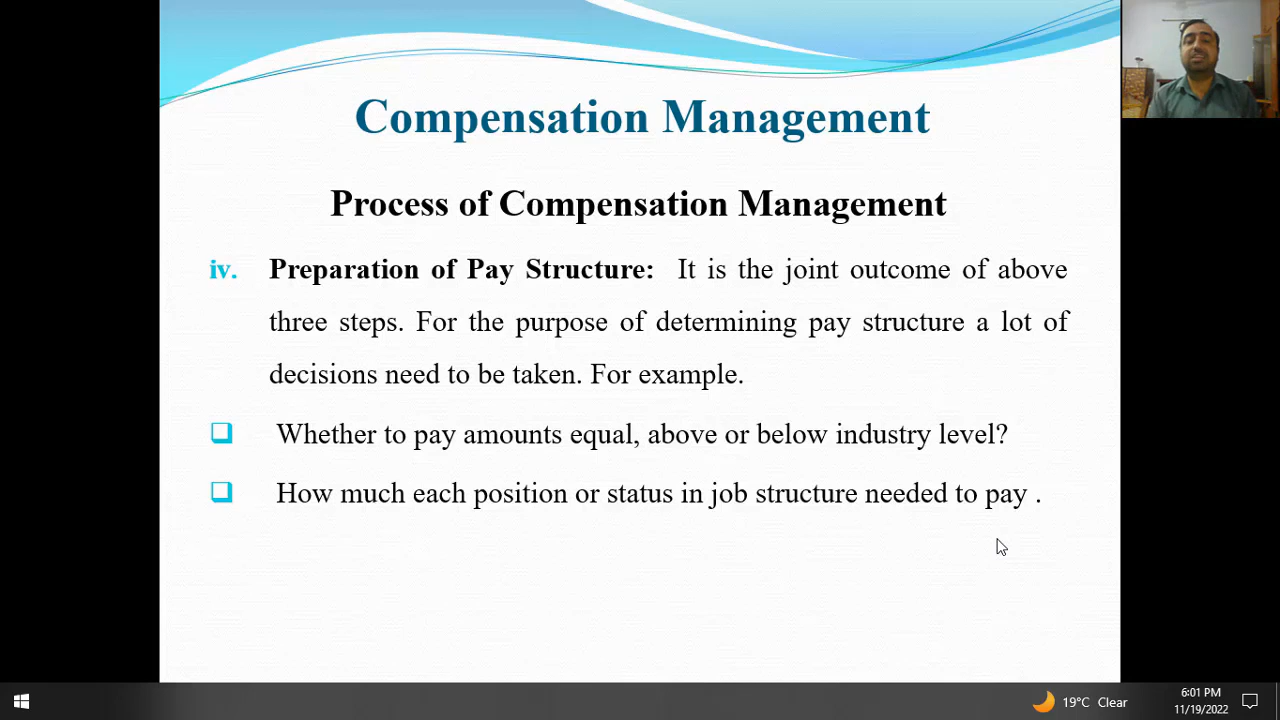 Compensation Management
Process of Compensation Management
iv. Preparation of Pay Structure: It is the joint outcome of above
three steps. For the purpose of determining pay structure a lot of
decisions need to be taken. For example.
Whether to pay amounts equal, above or below industry level?
How much each position or status in job structure needed to pay .
19°C Clear
6:01 PM
11/19/2022